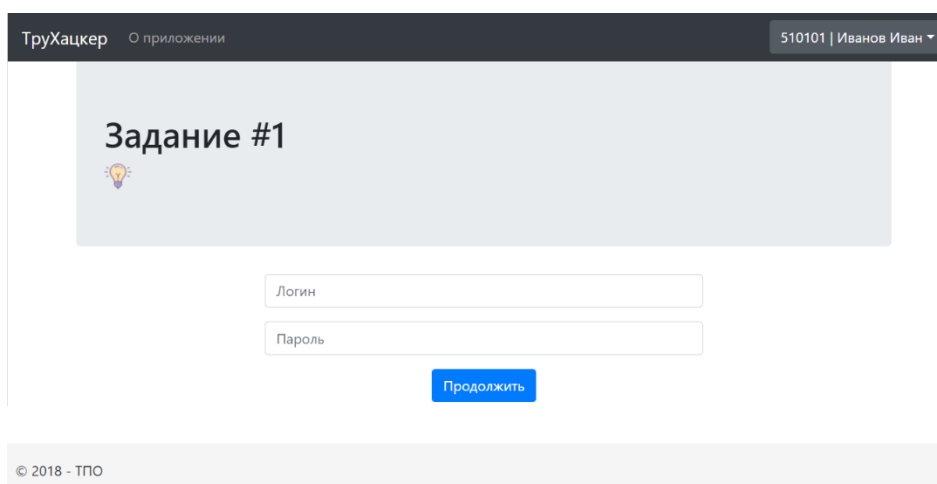 ТруХацкер О приложении 510101 | Иванов Иван
Задание #1
Логин
Пароль
Продолжить
© 2018 - ТПО